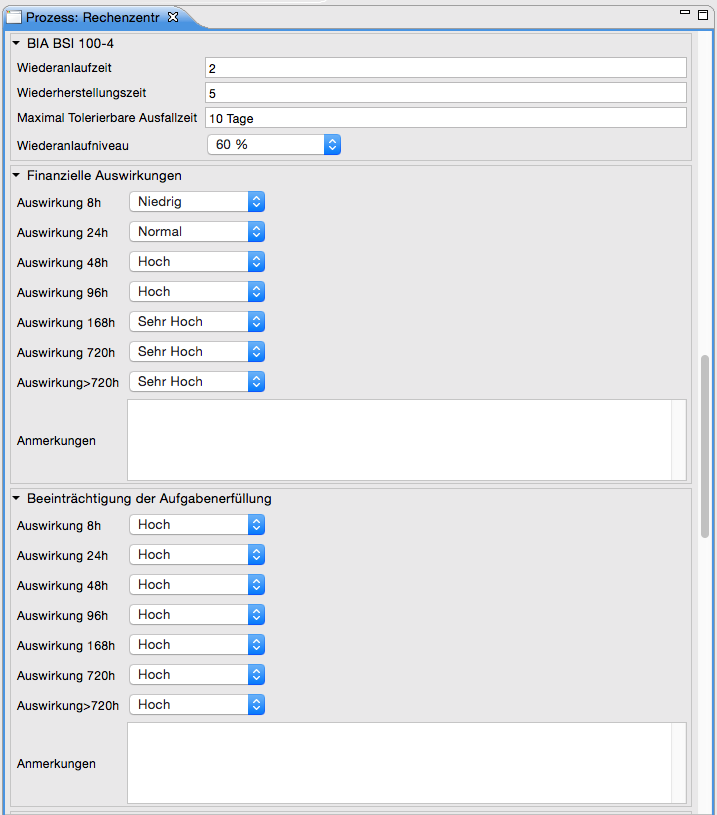 Prozess: Rechenzentr
BIA BSI 100-4
Wiederanlaufzeit 2
Wiederherstellungszeit 5
Maximal Tolerierbare Ausfallzeit 10 Tage
Wiederanlaufniveau 60 %
Finanzielle Auswirkungen
Auswirkung 8h Niedrig
Auswirkung 24h Normal
Auswirkung 48h Hoch
Auswirkung 96h Hoch
Auswirkung 168h Sehr Hoch
Auswirkung 720h Sehr Hoch
Auswirkung>720h Sehr Hoch
Anmerkungen
Beeinträchtigung der Aufgabenerfüllung
Auswirkung 8h Hoch
Auswirkung 24h Hoch
Auswirkung 48h Hoch
Auswirkung 96h Hoch
Auswirkung 168h Hoch
Auswirkung 720h Hoch
Auswirkung>720h Hoch
Anmerkungen